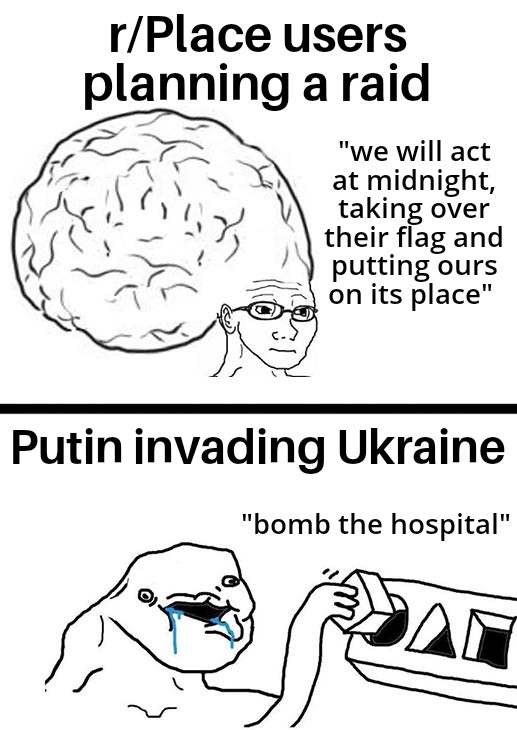 r/Place users
planning a raid
"we will act
at midnight,
taking over
their flag and
putting ours
on its place"
Putin invading Ukraine
"bomb the hospital"